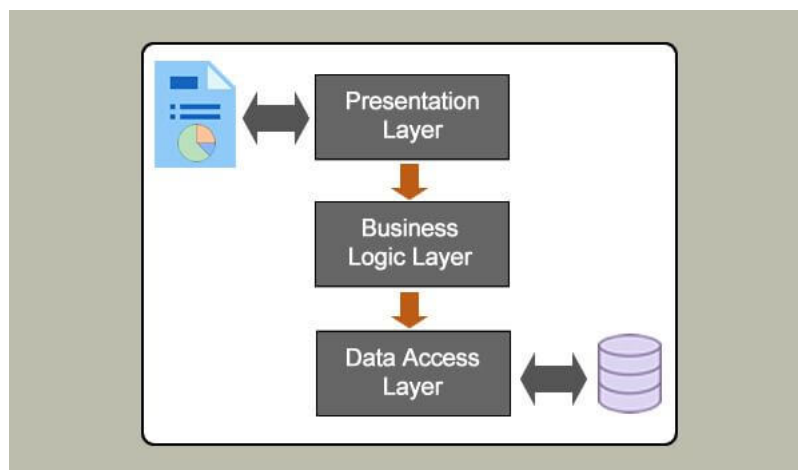 Presentation
Layer
Business
Logic Layer
Data Access
Layer